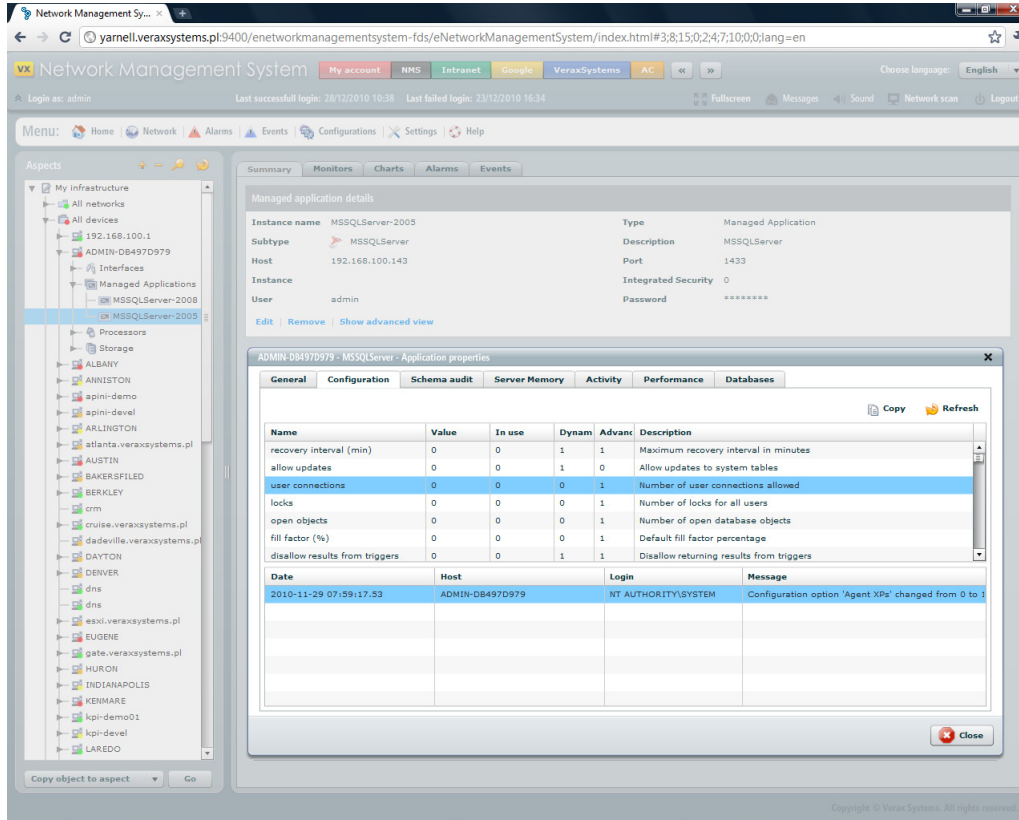 Network Management Sy... ×
yarnell.veraxsystems.pl:9400/enetworkmanagementsystem-fds/eNetworkManagementSystem/index.html#3;8;15;0;2;4;7;10;0;0;lang=en
VX Network Management System My account NMS Intranet Google VeraxSystems AC « » Choose language: English
Login as: admin Last successfull login: 28/12/2010 10:38 Last failed login: 23/12/2010 16:34 Fullscreen Messages Sound Network scan Logout
Menu: Home Network Alarms Events Configurations Settings Help
Aspects
My infrastructure
All networks
All devices
192.168.100.1
ADMIN-DB497D979
Interfaces
Managed Applications
MSSQLServer-2008
MSSQLServer-2005
Processors
Storage
ALBANY
ANNISTON
apini-demo
apini-devel
ARLINGTON
atlanta.veraxsystems.pl
AUSTIN
BAKERSFILED
BERKLEY
crm
cruise.veraxsystems.pl
dadeville.veraxsystems.pl
DAYTON
DENVER
dns
dns
esxi.veraxsystems.pl
EUGENE
gate.veraxsystems.pl
HURON
INDIANAPOLIS
KENMARE
kpi-demo01
kpi-devel
LAREDO
Copy object to aspect Go
Summary Monitors Charts Alarms Events
Managed application details
Instance name MSSQLServer-2005 Type Managed Application
Subtype MSSQLServer Description MSSQLServer
Host 192.168.100.143 Port 1433
Instance Integrated Security 0
User admin Password ********
Edit | Remove | Show advanced view
ADMIN-DB497D979 - MSSQLServer - Application properties
General Configuration Schema audit Server Memory Activity Performance Databases
Copy Refresh
Name Value In use Dynam Advanc Description
recovery interval (min) 0 0 1 1 Maximum recovery interval in minutes
allow updates 0 0 1 0 Allow updates to system tables
user connections 0 0 0 1 Number of user connections allowed
locks 0 0 0 1 Number of locks for all users
open objects 0 0 0 1 Number of open database objects
fill factor (%) 0 0 0 1 Default fill factor percentage
disallow results from triggers 0 0 1 1 Disallow returning results from triggers
Date Host Login Message
2010-11-29 07:59:17.53 ADMIN-DB497D979 NT AUTHORITY\SYSTEM Configuration option 'Agent XPs' changed from 0 to 1
Close
Copyright © Verax Systems. All rights reserved.